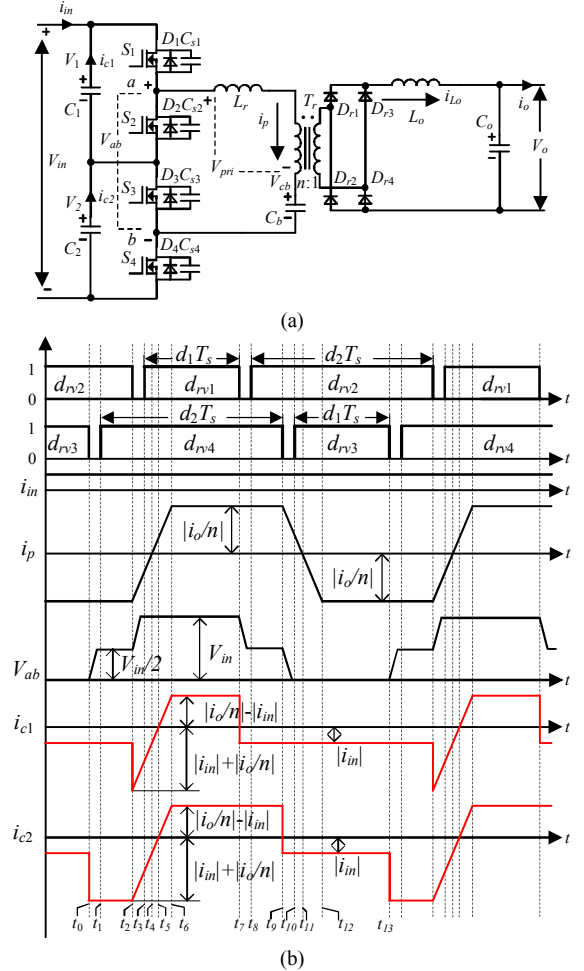 i_in
S_1 D_1 C_s1
V_1 i_c1
C_1
a
S_2 D_2 C_s2
V_in V_ab
L_r
V_pri
i_p
T_r
D_r1 D_r3
i_Lo i_o
L_o
C_o V_o
V_cb n:1
D_r2 D_r4
C_b
V_2 i_c2
C_2
S_3 D_3 C_s3
b
S_4 D_4 C_s4
(a)
d_1T_s d_2T_s
1
d_rv2 d_rv1 d_rv2 d_rv1
0 t
d_2T_s d_1T_s
1
d_rv3 d_rv4 d_rv3 d_rv4
0 t
i_in t
|i_o/n|
i_p t
|i_o/n|
V_in/2 V_in
V_ab t
|i_o/n|-|i_in|
i_c1 t
|i_in|
|i_in|+|i_o/n|
|i_o/n|-|i_in|
i_c2 t
|i_in|
|i_in|+|i_o/n|
t_0 t_1 t_2 t_3 t_4 t_5 t_6 t_7 t_8 t_9 t_10 t_11 t_12 t_13
(b)